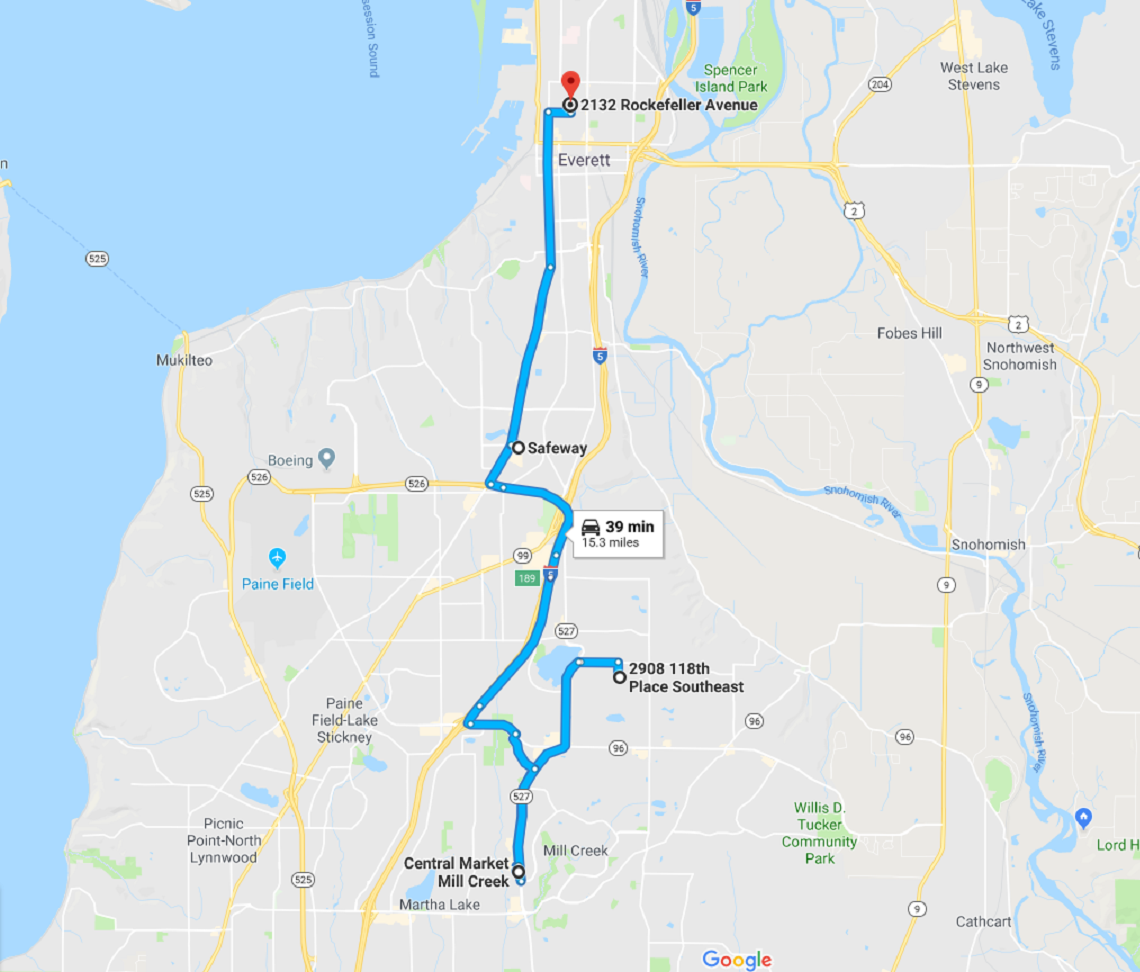 session Sound
5
Spencer
Island Park
204
West Lake
Stevens
Lake Stevens
2132 Rockefeller Avenue
Everett
n
2
Snohomish River
525
Fobes Hill
2
Northwest
Snohomish
Mukilteo
5
9
Safeway
Boeing
526
526
525
Snohomish River
39 min
15.3 miles
Snohomish
99
189
5
Paine Field
9
527
2908 118th
Place Southeast
Paine
Field-Lake
Stickney
96
96
96
Snohomish River
527
Willis D.
Tucker
Community
Park
Picnic
Point-North
Lynnwood
Mill Creek
Lord H
Central Market
Mill Creek
525
Martha Lake
9
Cathcart
Google